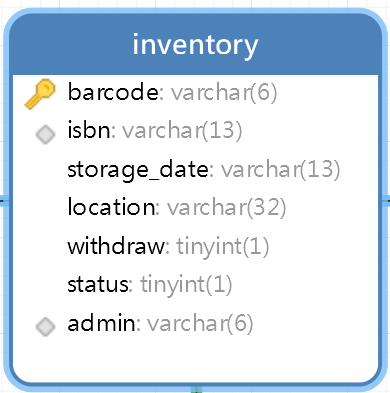 inventory
barcode: varchar(6)
isbn: varchar(13)
storage_date: varchar(13)
location: varchar(32)
withdraw: tinyint(1)
status: tinyint(1)
admin: varchar(6)